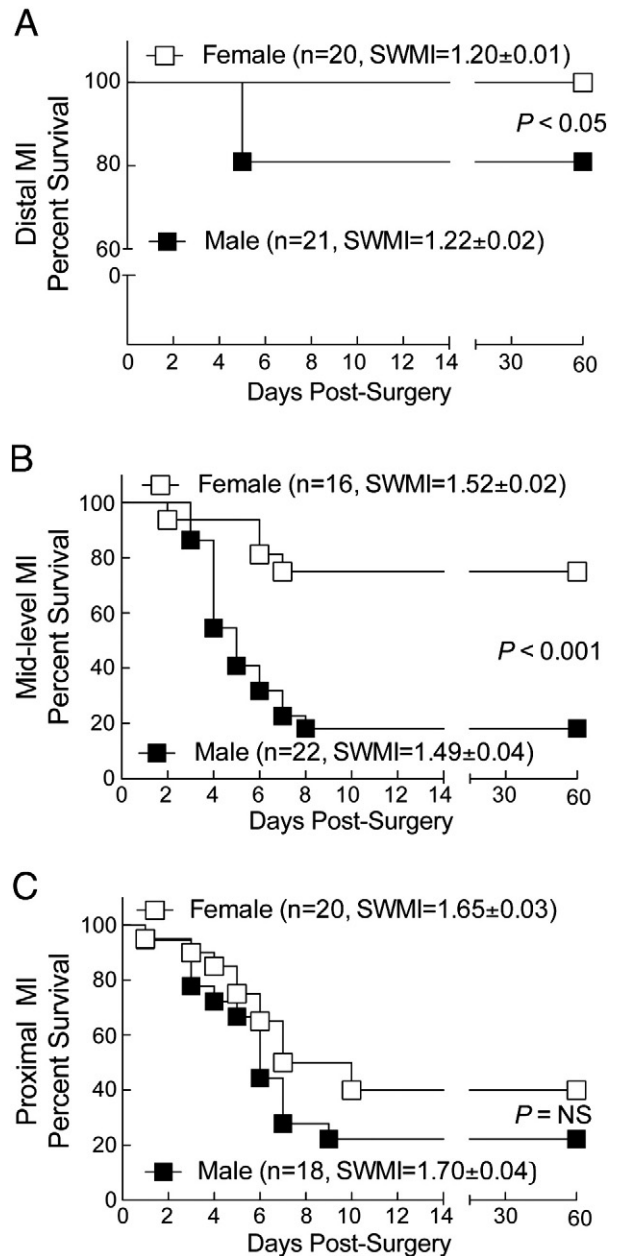 A
Female (n=20, SWMI=1.20±0.01)
Distal MI
Percent Survival
100
80
60
0
P < 0.05
Male (n=21, SWMI=1.22±0.02)
0 2 4 6 8 10 12 14 30 60
Days Post-Surgery
B
Female (n=16, SWMI=1.52±0.02)
Mid-level MI
Percent Survival
100
80
60
40
20
0
P < 0.001
Male (n=22, SWMI=1.49±0.04)
0 2 4 6 8 10 12 14 30 60
Days Post-Surgery
C
Female (n=20, SWMI=1.65±0.03)
Proximal MI
Percent Survival
100
80
60
40
20
0
P = NS
Male (n=18, SWMI=1.70±0.04)
0 2 4 6 8 10 12 14 30 60
Days Post-Surgery